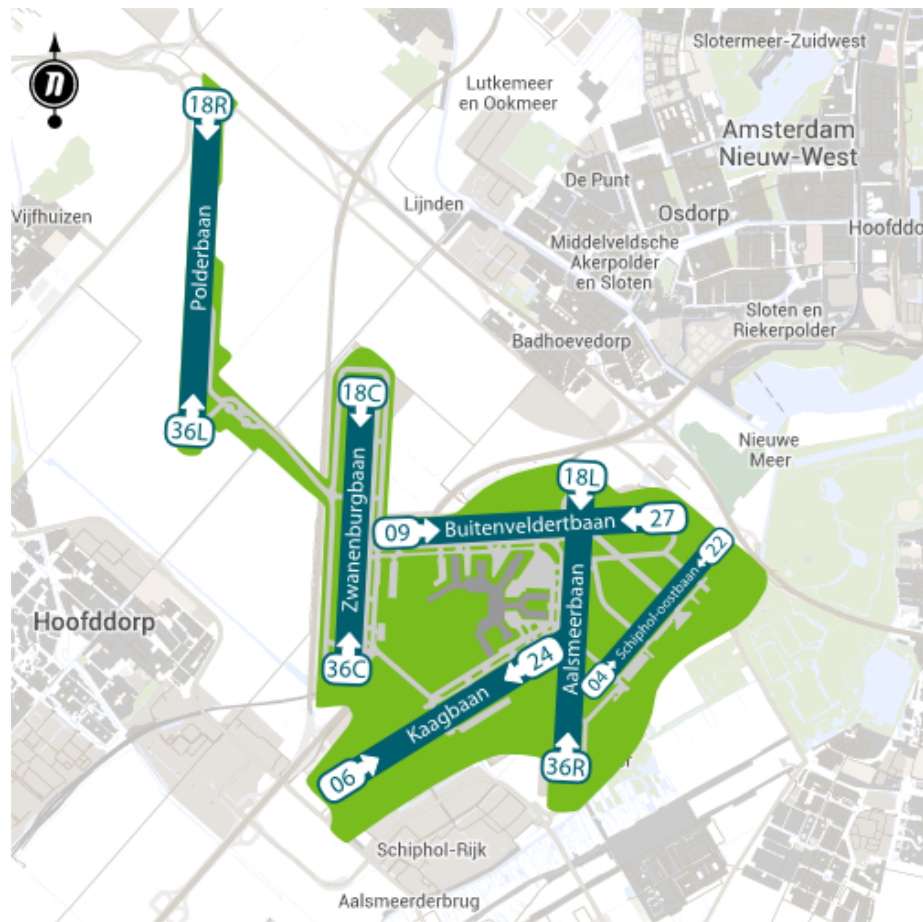 Slotermeer-Zuidwest
N
Lutkemeer
en Ookmeer
18R
Amsterdam
Nieuw-West
De Punt
Vijfhuizen
Lijnden
Osdorp
Hoofddo
Polderbaan
Middelveldsche
Akerpolder
en Sloten
Sloten en
Riekerpolder
Badhoevedorp
18C
36L
Nieuwe
Meer
18L
09
Buitenveldertbaan
27
22
Zwanenburgbaan
Schiphol-oostbaan
Hoofddorp
Aalsmeerbaan
24
36C
04
Kaagbaan
06
36R
Schiphol-Rijk
Aalsmeerderbrug